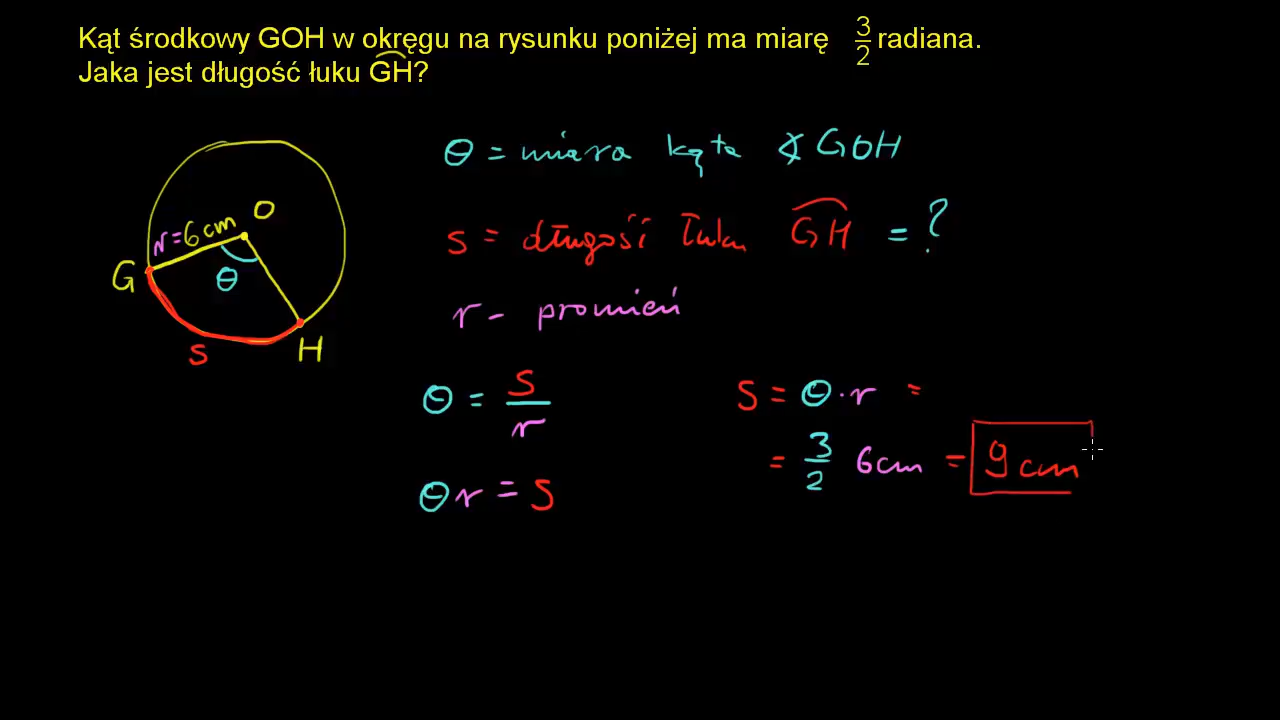 Kąt środkowy GOH w okręgu na rysunku poniżej ma miarę 3/2 radiana.
Jaka jest długość łuku GH?
θ = miara kąta ∢ GOH
O
r=6cm
G
θ
s
H
s = długość łuku GH = ?
r - promień
θ = s/r
s = θ·r =
= 3/2 6cm = 9cm
θr = s